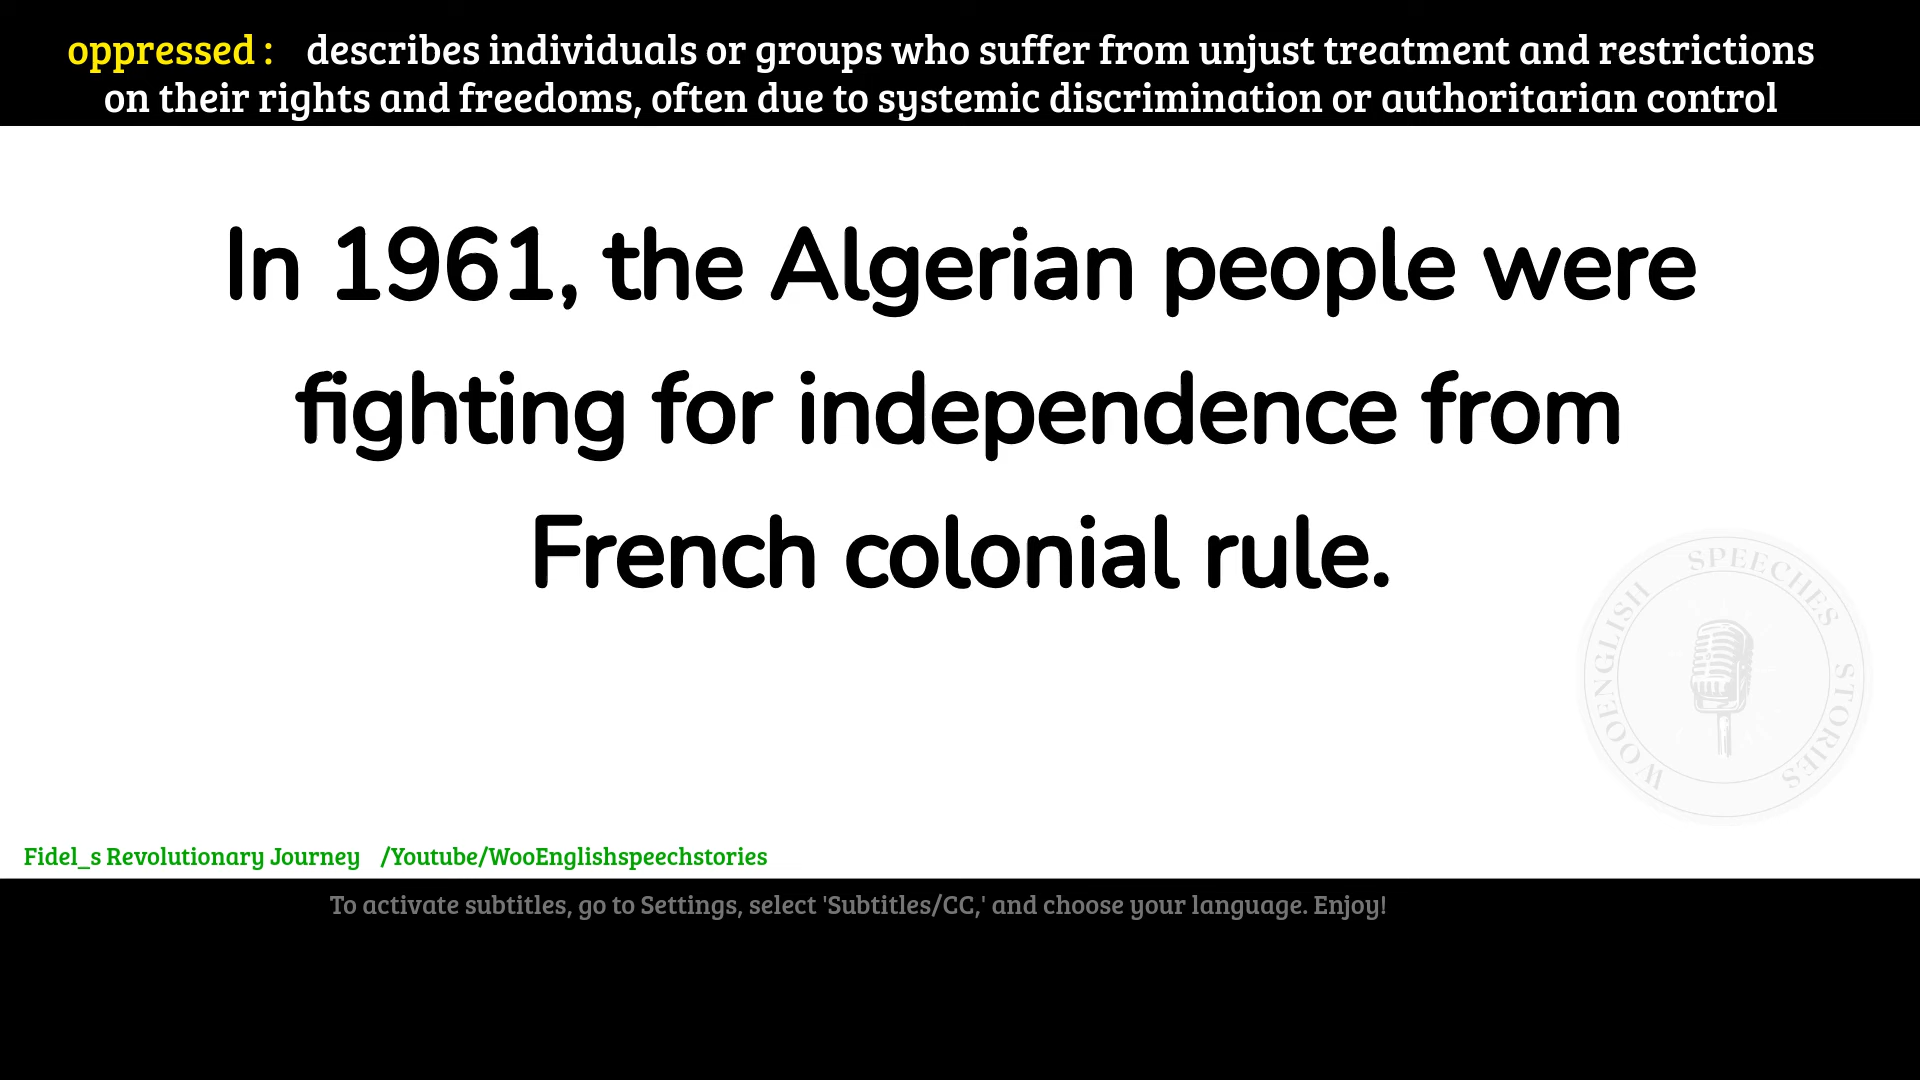 oppressed : describes individuals or groups who suffer from unjust treatment and restrictions
on their rights and freedoms, often due to systemic discrimination or authoritarian control
In 1961, the Algerian people were
fighting for independence from
French colonial rule.
WOOENGLISH SPEECHES STORIES
Fidel_s Revolutionary Journey /Youtube/WooEnglishspeechstories
To activate subtitles, go to Settings, select 'Subtitles/CC,' and choose your language. Enjoy!